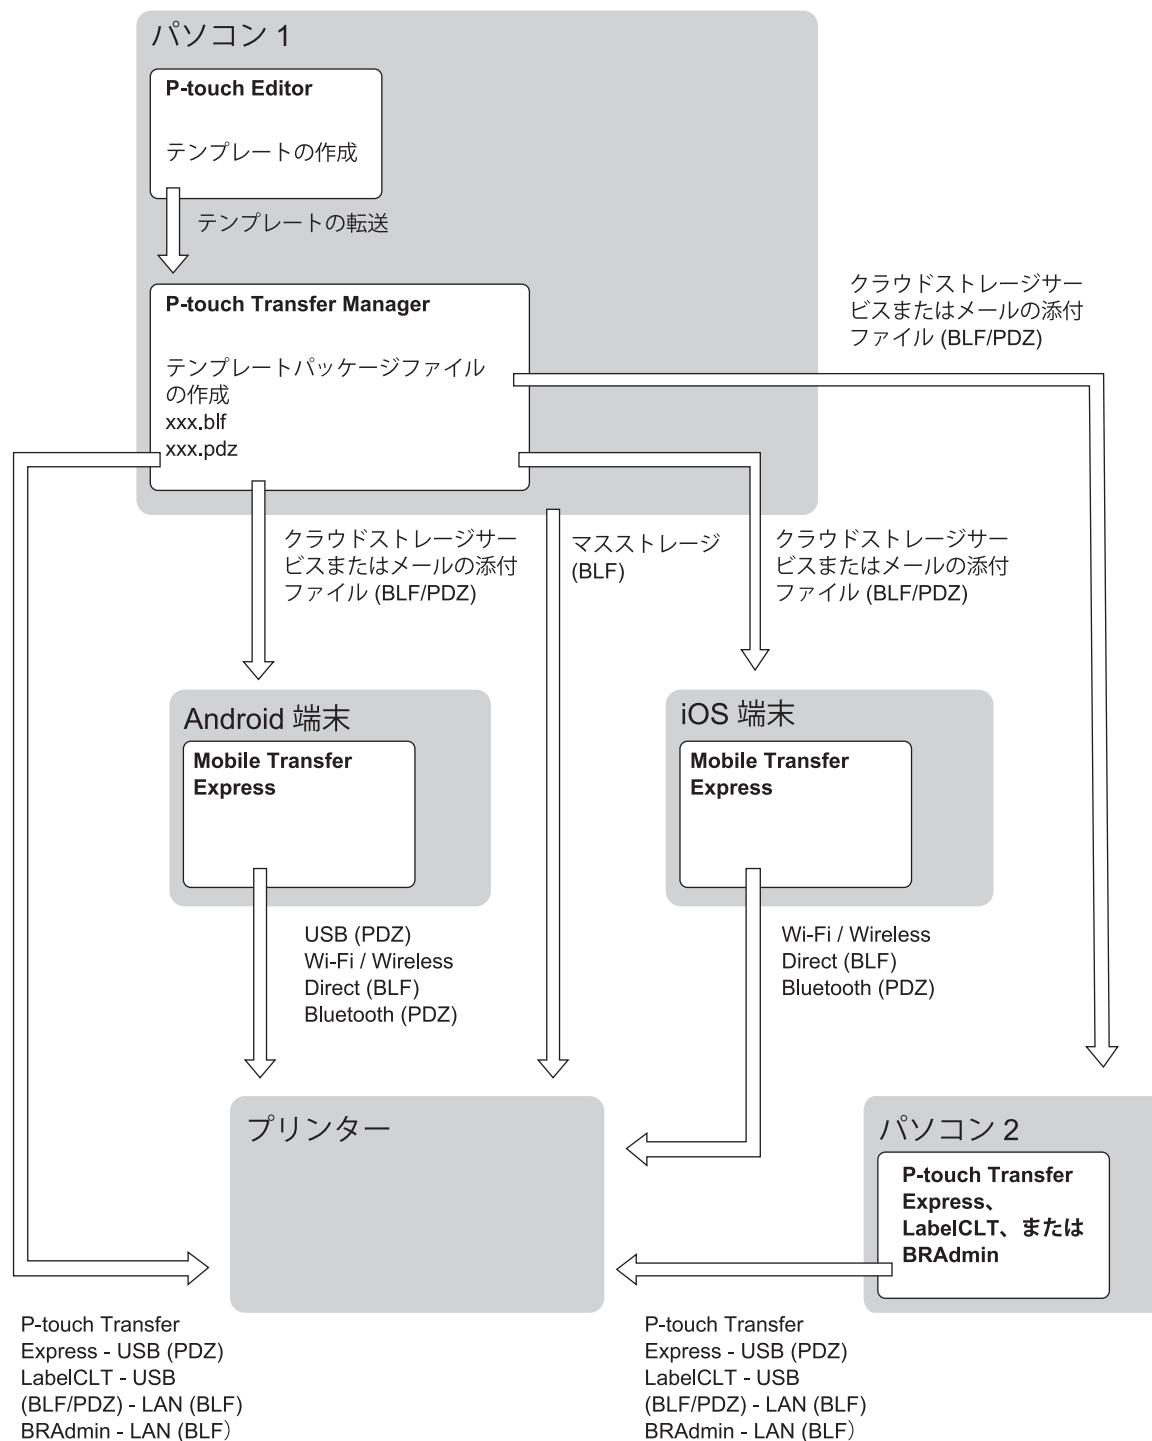 パソコン 1
P-touch Editor
テンプレートの作成
テンプレートの転送
P-touch Transfer Manager
テンプレートパッケージファイル
の作成
xxx.blf
xxx.pdz
クラウドストレージサー
ビスまたはメールの添付
ファイル (BLF/PDZ)
クラウドストレージサー
ビスまたはメールの添付
ファイル (BLF/PDZ)
マスストレージ
(BLF)
クラウドストレージサー
ビスまたはメールの添付
ファイル (BLF/PDZ)
Android 端末
Mobile Transfer
Express
iOS 端末
Mobile Transfer
Express
USB (PDZ)
Wi-Fi / Wireless
Direct (BLF)
Bluetooth (PDZ)
Wi-Fi / Wireless
Direct (BLF)
Bluetooth (PDZ)
プリンター
パソコン 2
P-touch Transfer
Express、
LabelCLT、または
BRAdmin
P-touch Transfer
Express - USB (PDZ)
LabelCLT - USB
(BLF/PDZ) - LAN (BLF)
BRAdmin - LAN (BLF）
P-touch Transfer
Express - USB (PDZ)
LabelCLT - USB
(BLF/PDZ) - LAN (BLF)
BRAdmin - LAN (BLF）